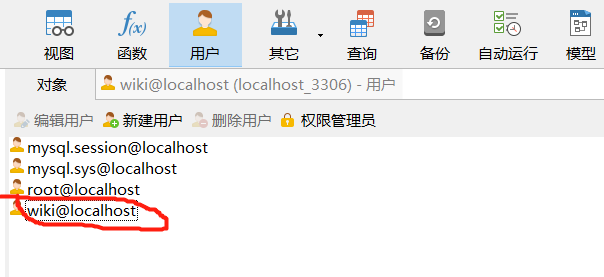 视图 函数 用户 其它 查询 备份 自动运行 模型
对象 wiki@localhost (localhost_3306) - 用户
编辑用户 新建用户 删除用户 权限管理员
mysql.session@localhost
mysql.sys@localhost
root@localhost
wiki@localhost